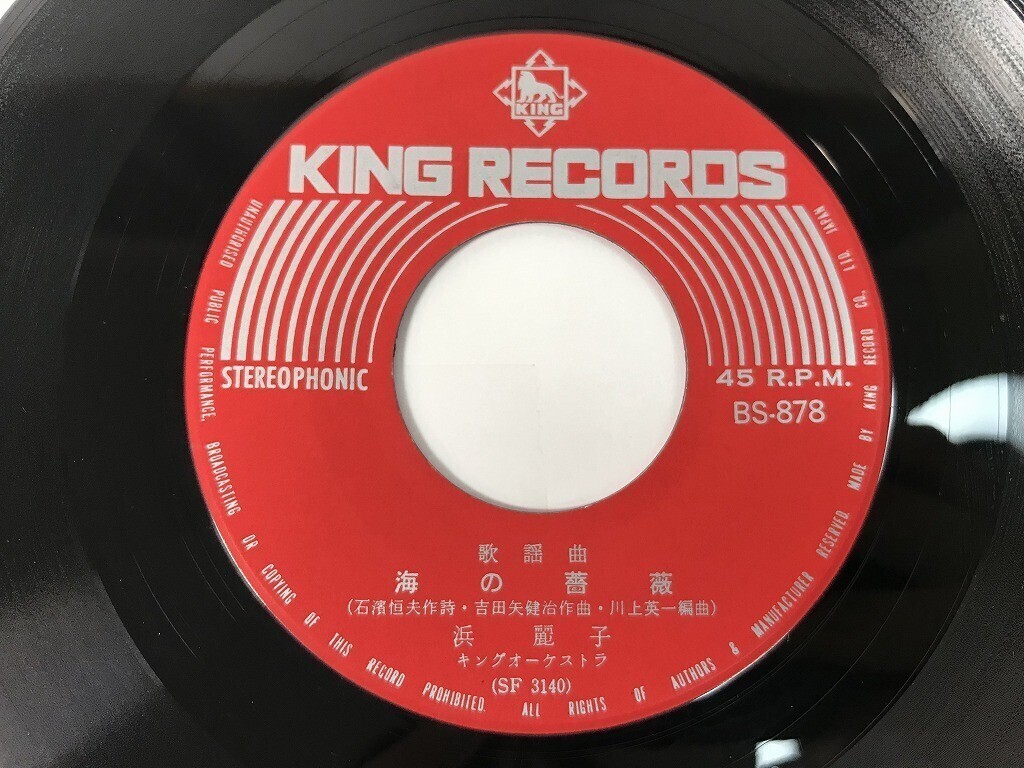 KING
KING RECORDS
STEREOPHONIC
45 R.P.M.
BS-878
歌謡曲
海の薔薇
(石濱恒夫作詩・吉田矢健治作曲・川上英一編曲)
浜麗子
キングオーケストラ
(SF 3140)
UNAUTHORISED PUBLIC PERFORMANCE, BROADCASTING OR COPYING OF THIS RECORD PROHIBITED. ALL RIGHTS OF AUTHORS & MANUFACTURER RESERVED. MADE BY KING RECORD CO., LTD. JAPAN